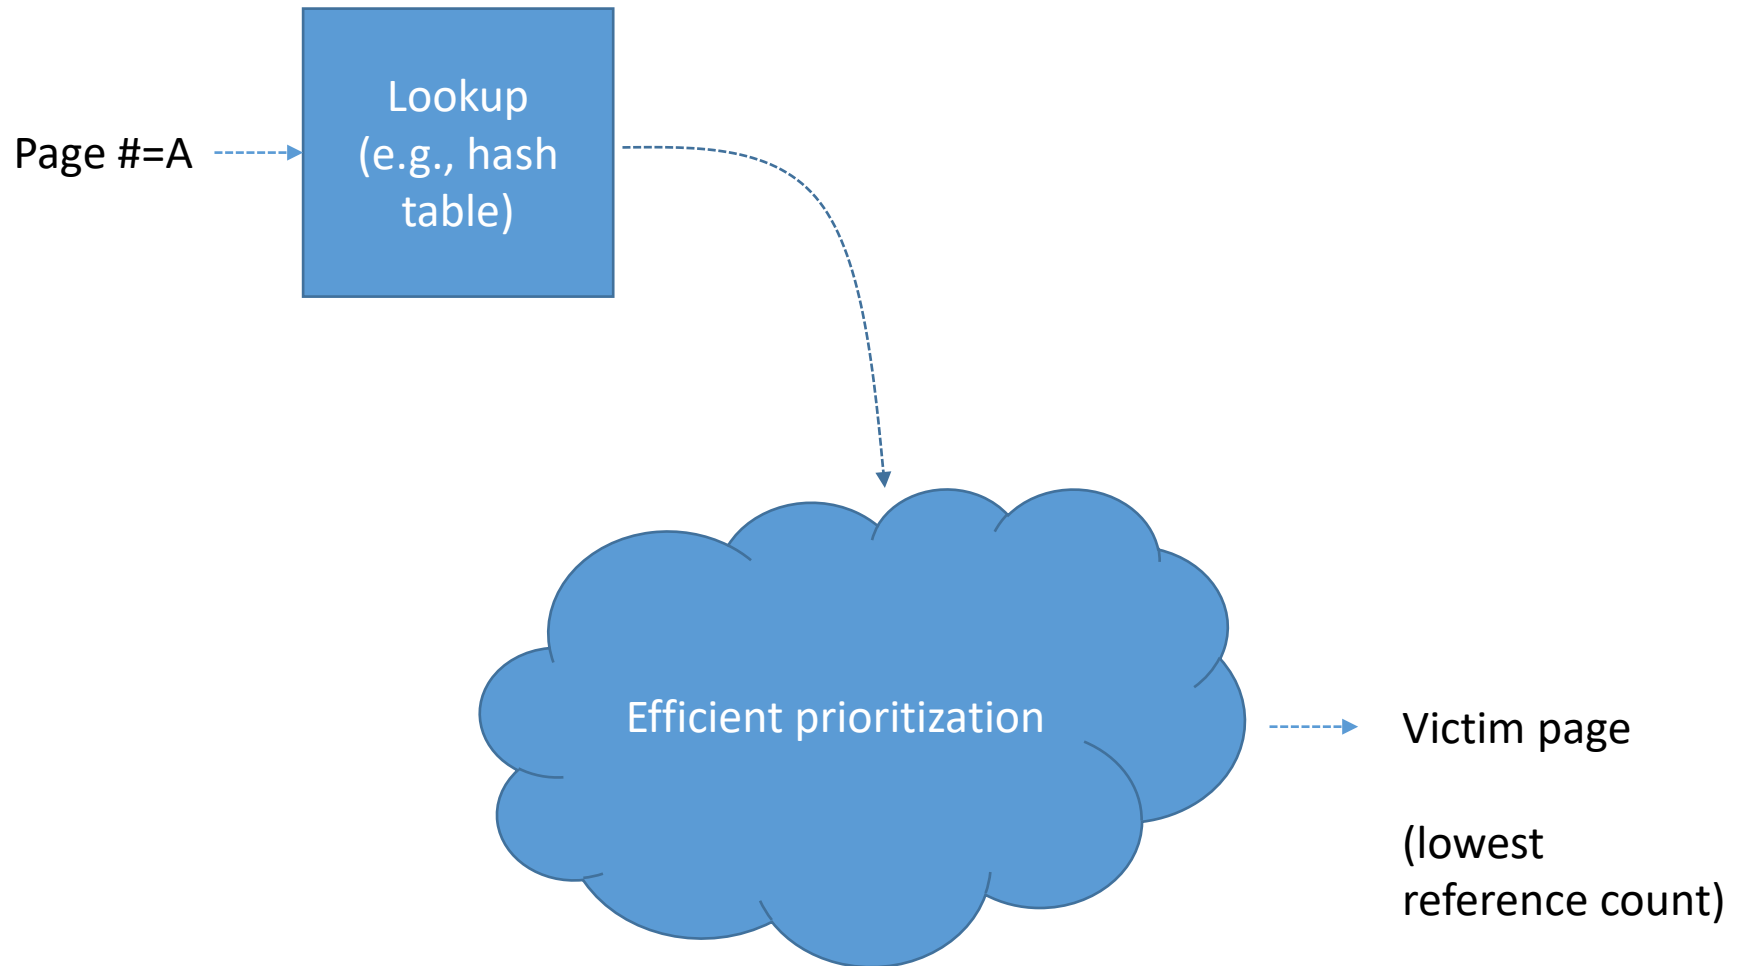 Lookup
(e.g., hash
table)
Page #=A
Efficient prioritization
Victim page
(lowest
reference count)